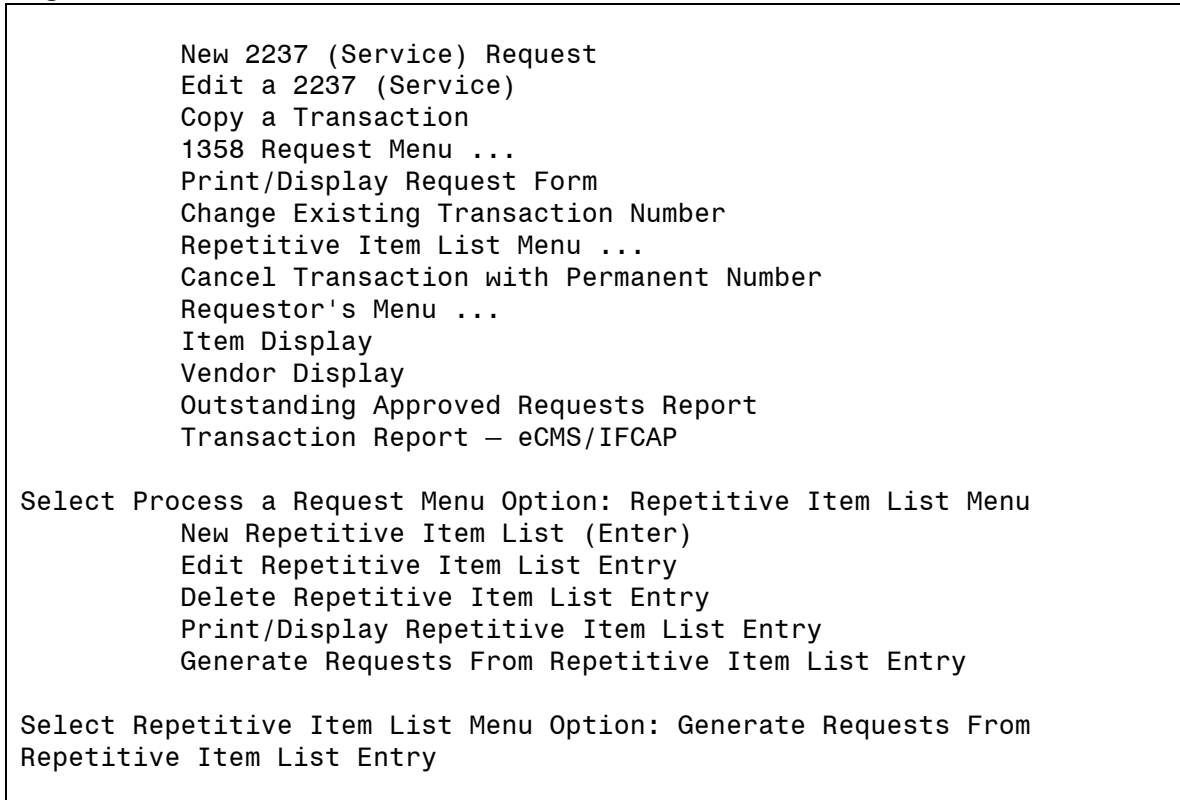 New 2237 (Service) Request
Edit a 2237 (Service)
Copy a Transaction
1358 Request Menu ...
Print/Display Request Form
Change Existing Transaction Number
Repetitive Item List Menu ...
Cancel Transaction with Permanent Number
Requestor's Menu ...
Item Display
Vendor Display
Outstanding Approved Requests Report
Transaction Report – eCMS/IFCAP
Select Process a Request Menu Option: Repetitive Item List Menu
New Repetitive Item List (Enter)
Edit Repetitive Item List Entry
Delete Repetitive Item List Entry
Print/Display Repetitive Item List Entry
Generate Requests From Repetitive Item List Entry
Select Repetitive Item List Menu Option: Generate Requests From
Repetitive Item List Entry